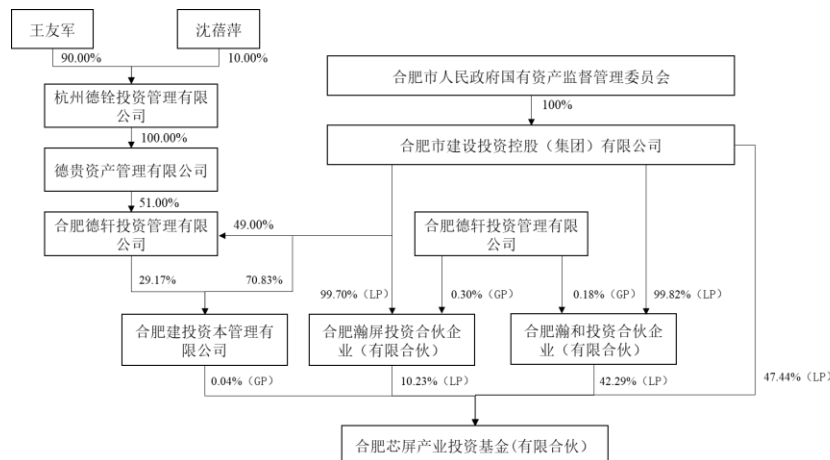 王友军
沈蓓萍
90.00%
10.00%
合肥市人民政府国有资产监督管理委员会
杭州德铨投资管理有限
公司
100%
100.00%
合肥市建设投资控股（集团）有限公司
德贵资产管理有限公司
51.00%
合肥德轩投资管理有限
公司
49.00%
合肥德轩投资管理有限
公司
29.17%
70.83%
99.70%（LP）
0.30%（GP）
0.18%（GP）
99.82%（LP）
合肥建投资本管理有
限公司
合肥瀚屏投资合伙企
业（有限合伙）
合肥瀚和投资合伙企
业（有限合伙）
0.04%（GP）
10.23%（LP）
42.29%（LP）
47.44%（LP）
合肥芯屏产业投资基金(有限合伙）